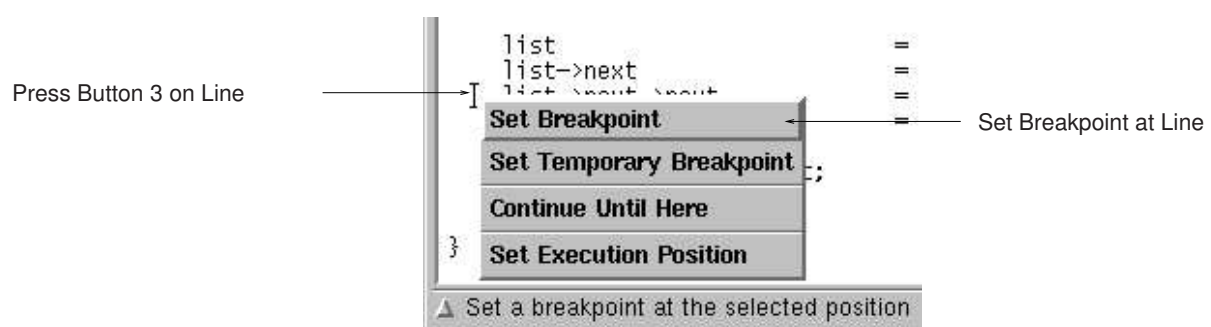 list =
list->next =
Press Button 3 on Line
=
Set Breakpoint
=
Set Breakpoint at Line
Set Temporary Breakpoint
;
Continue Until Here
}
Set Execution Position
Set a breakpoint at the selected position